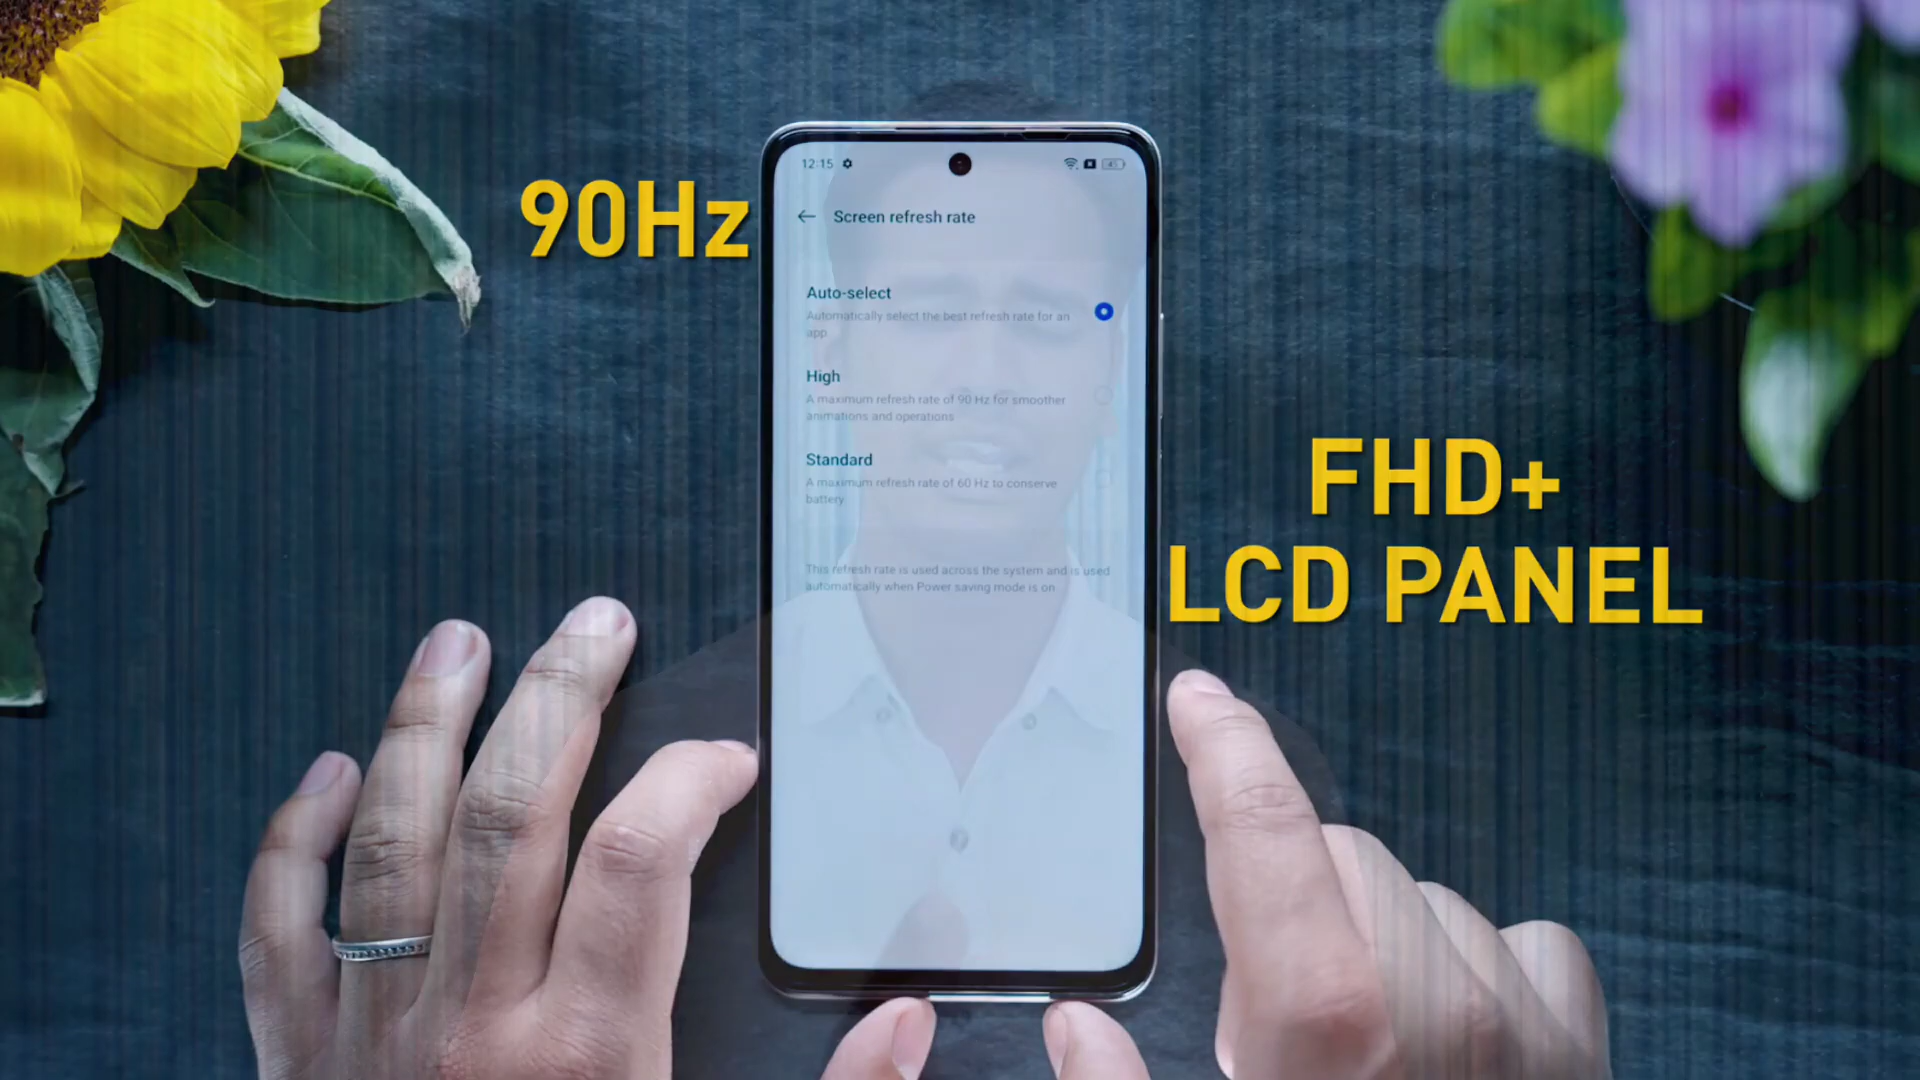 12:15
45
90Hz
Screen refresh rate
Auto-select
Automatically select the best refresh rate for an
app
High
A maximum refresh rate of 90 Hz for smoother
animations and operations
Standard
A maximum refresh rate of 60 Hz to conserve
battery
FHD+
LCD PANEL
This refresh rate is used across the system and is used
automatically when Power saving mode is on